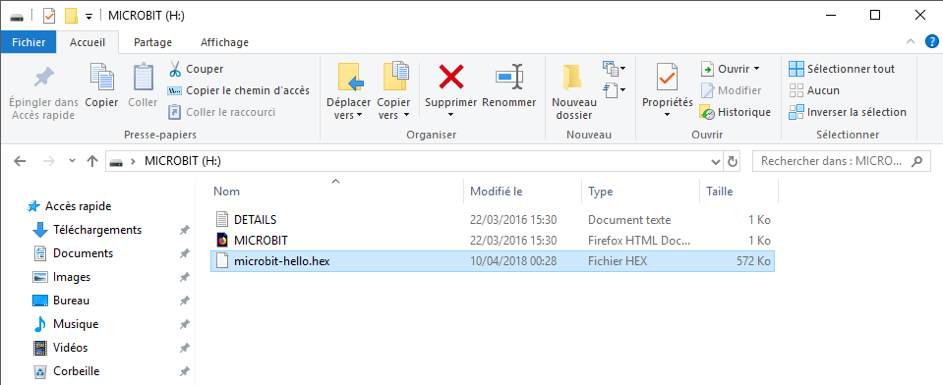 MICROBIT (H:)
Fichier Accueil Partage Affichage
Épingler dans Accès rapide
Copier
Coller
Couper
Copier le chemin d'accès
Coller le raccourci
Presse-papiers
Déplacer vers
Copier vers
Supprimer
Renommer
Organiser
Nouveau dossier
Nouveau
Propriétés
Ouvrir
Modifier
Historique
Ouvrir
Sélectionner tout
Aucun
Inverser la sélection
Sélectionner
MICROBIT (H:)
Rechercher dans : MICRO...
Accès rapide
Téléchargements
Documents
Images
Bureau
Musique
Vidéos
Corbeille
Nom Modifié le Type Taille
DETAILS 22/03/2016 15:30 Document texte 1 Ko
MICROBIT 22/03/2016 15:30 Firefox HTML Doc... 1 Ko
microbit-hello.hex 10/04/2018 00:28 Fichier HEX 572 Ko